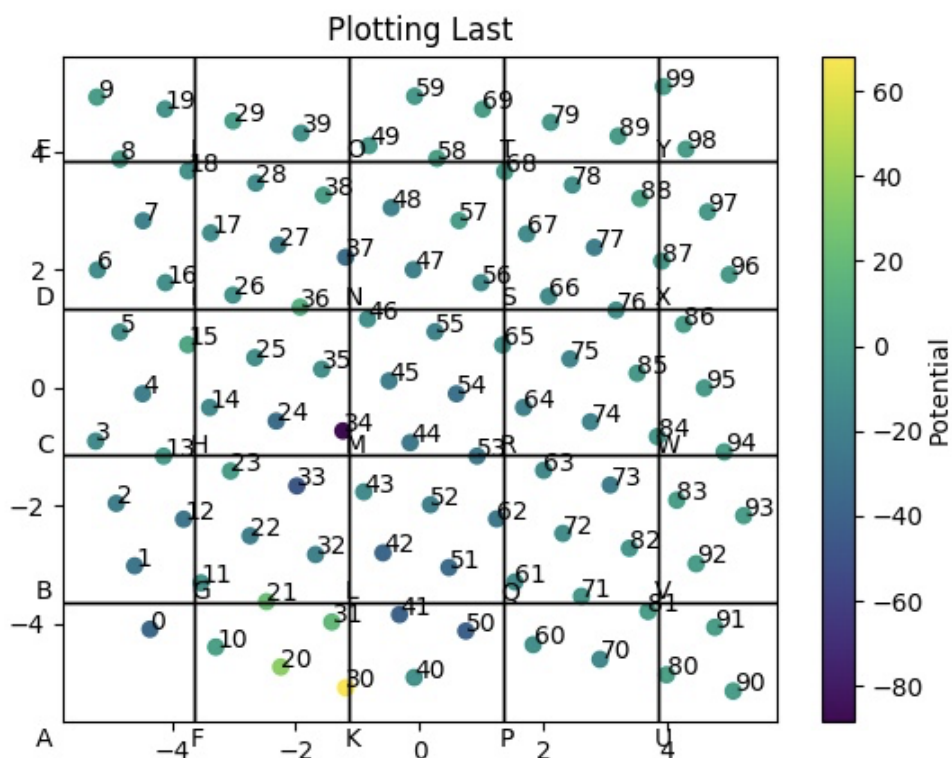 Plotting Last
9 19 29 39 59 69 79 89 99
49 98
4 E 8 O 58 T Y
18 28 38 68 78 88
7 17 27 37 48 57 67 77 97
2 6 16 26 47 56 66 87 96
D 36 N S 76 X
5 15 25 35 46 55 65 75 86
0 4 14 24 45 54 64 74 85 95
3 34 44 84
C 13 H M 53 R W 94
23 33 43 63 73 83
−2 2 12 22 32 42 52 62 72 82 93
1 11 51 61 92
B G 21 L Q 71 V
−4 0 10 31 41 50 60 70 81 91
20 30 40 80 90
A F K P U
−4 −2 0 2 4
60
40
20
0
−20
−40
−60
−80
Potential